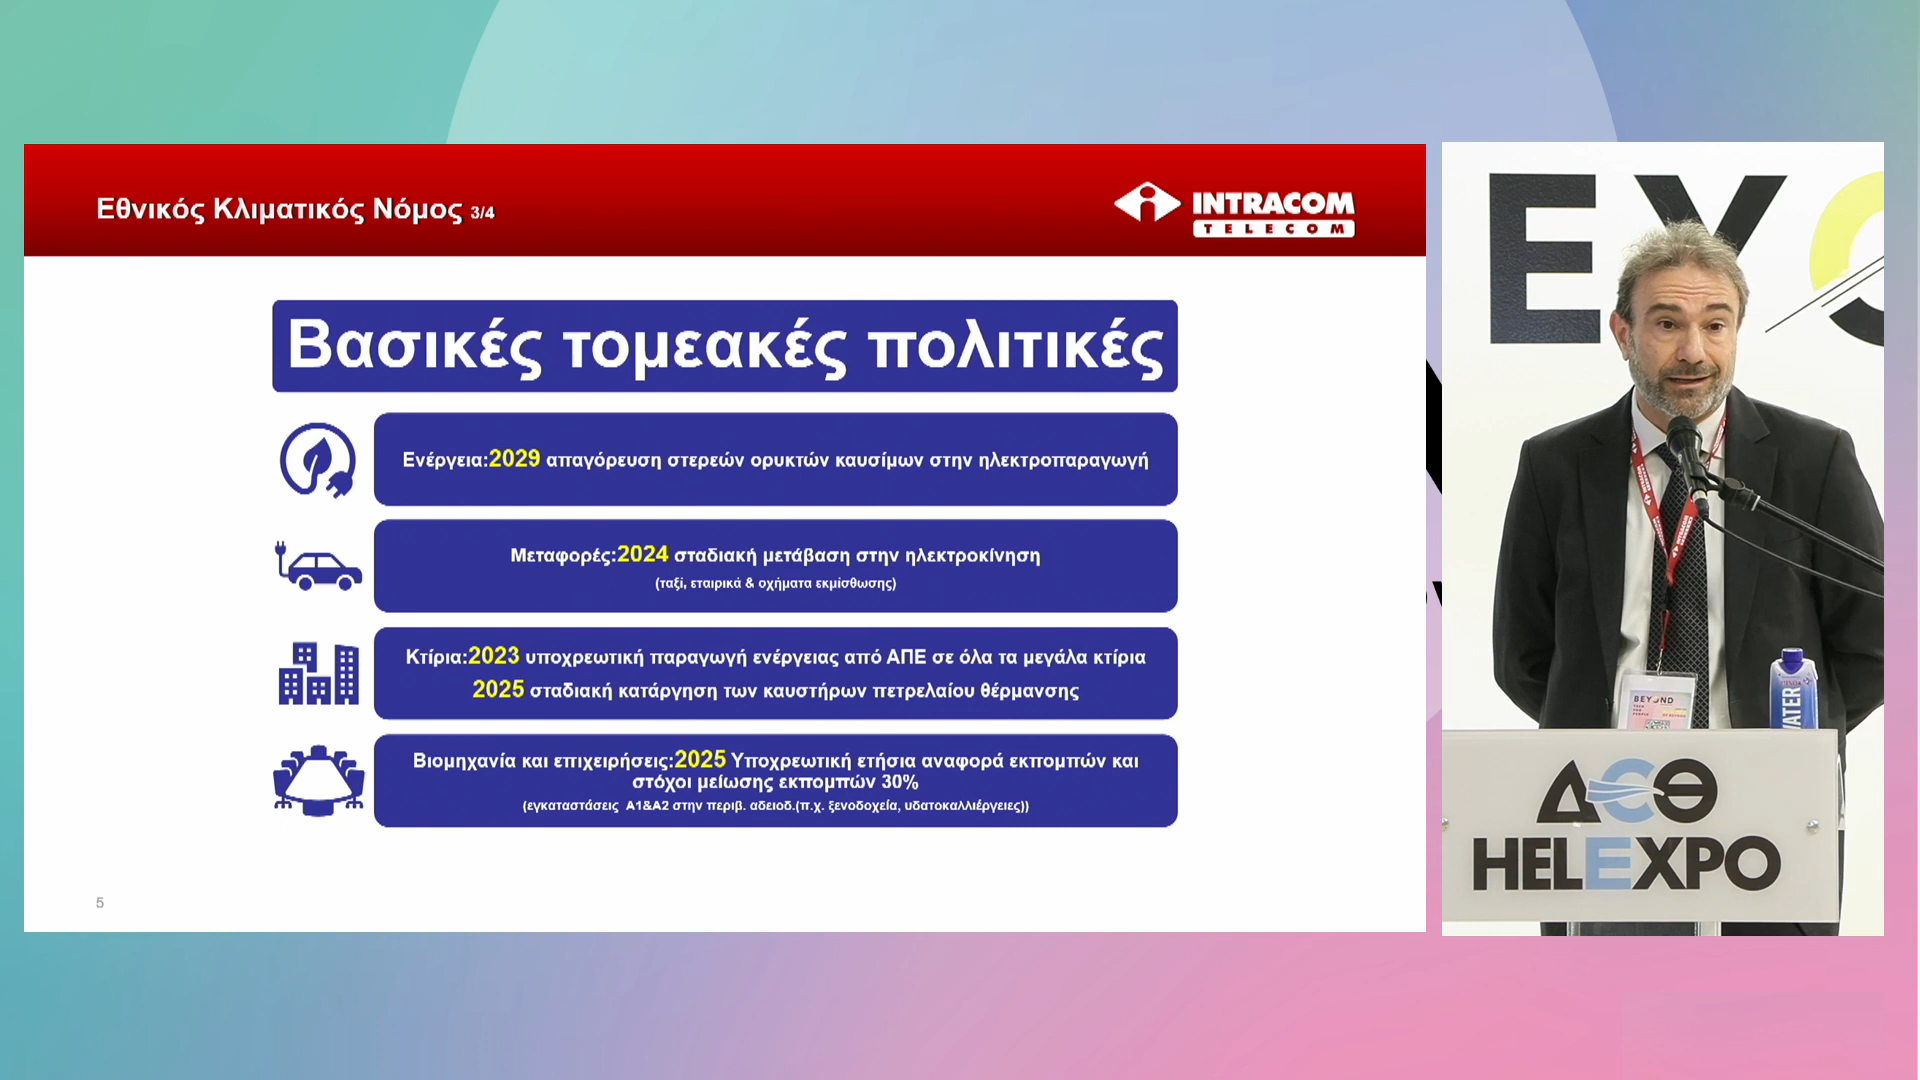 Εθνικός Κλιματικός Νόμος 3/4
INTRACOM
TELECOM
Βασικές τομεακές πολιτικές
Ενέργεια:2029 απαγόρευση στερεών ορυκτών καυσίμων στην ηλεκτροπαραγωγή
Μεταφορές:2024 σταδιακή μετάβαση στην ηλεκτροκίνηση
(ταξί, εταιρικά & οχήματα εκμίσθωσης)
Κτίρια:2023 υποχρεωτική παραγωγή ενέργειας από ΑΠΕ σε όλα τα μεγάλα κτίρια
2025 σταδιακή κατάργηση των καυστήρων πετρελαίου θέρμανσης
Βιομηχανία και επιχειρήσεις:2025 Υποχρεωτική ετήσια αναφορά εκπομπών και
στόχοι μείωσης εκπομπών 30%
(εγκαταστάσεις Α1&Α2 στην περιβ. αδειοδ.(π.χ. ξενοδοχεία, υδατοκαλλιέργειες))
5
EYO
BEYOND
WATER
ΔΕΘ
HELEXPO